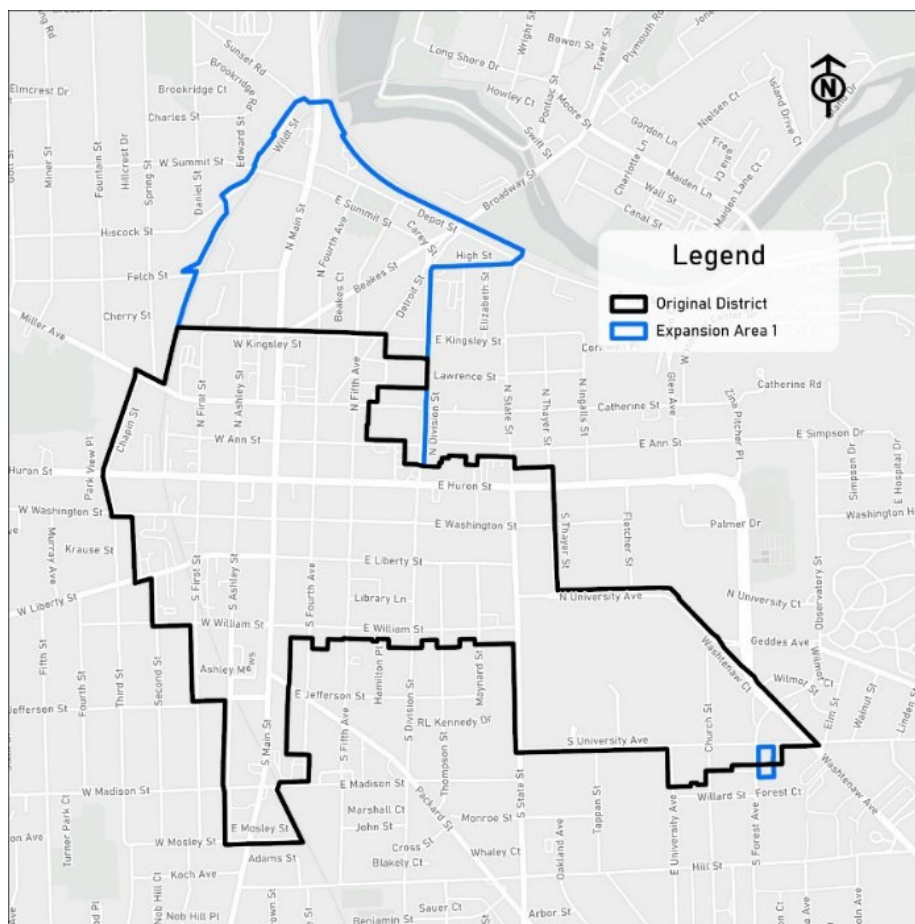 Sunset Rd
Brookridge
Rd
Long Shore Dr
Wright St
Bowen St
Traver St
Plymouth Rd
Elmcrest Dr
Brookridge Ct
Charles St
Howley Ct
Pontiac St
Moore St
Island Drive Ct
Nielsen Ct
Gordon Ln
N
Miner St
Fountain St
Hillcrest Dr
Spring St
W Summit St
Daniel St
Edward St
Wildt St
Swift St
Charlotte Ln
Maiden Ln
Wall St
Maiden Lane Ct
Canal St
Broadway St
Hiscock St
N Main St
N Fourth Ave
E Summit St
Carey St
Depot St
High St
Legend
Original District
Expansion Area 1
Felch St
Beakes Ct
Beakes St
Detroit St
Elizabeth St
Cherry St
Miller Ave
W Kingsley St
E Kingsley St
Lawrence St
Glen Ave
Zina Pitcher Pl
Catherine Rd
Chapin St
N First St
N Ashley St
N Fifth Ave
N Division St
N State St
N Thayer St
N Ingalls St
Catherine St
W Ann St
E Ann St
E Simpson Dr
Simpson Dr
E Hospital Dr
Huron St
Park View Pl
E Huron St
W Washington St
E Washington St
Washington H
Krause St
Murray Ave
S Thayer St
Fletcher St
Palmer Dr
E Liberty St
W Liberty St
S First St
S Ashley St
S Fourth Ave
Library Ln
N University Ave
N University Ct
Observatory St
W William St
E William St
Geddes Ave
Washtenaw Ct
Fifth St
Fourth St
Third St
Second St
Ashley Mews
Hamilton Pl
S Division St
Maynard St
Wilmot St
Elm St
Walnut St
Linden St
Jefferson St
E Jefferson St
RL Kennedy Dr
S Main St
S Fifth Ave
Thompson St
S State St
S University Ave
Church St
Washtenaw Ave
W Madison St
E Madison St
Packard St
Willard St
Forest Ct
S Forest Ave
Turner Park Ct
Marshall Ct
John St
Monroe St
Tappan St
E University Ave
W Mosley St
E Mosley St
Adams St
Cross St
Blakely Ct
Whaley Ct
Oakland Ave
Hill St
Koch Ave
Nob Hill Ct
Nob Hill Pl
Sauer Ct
Benjamin St
Arbor St